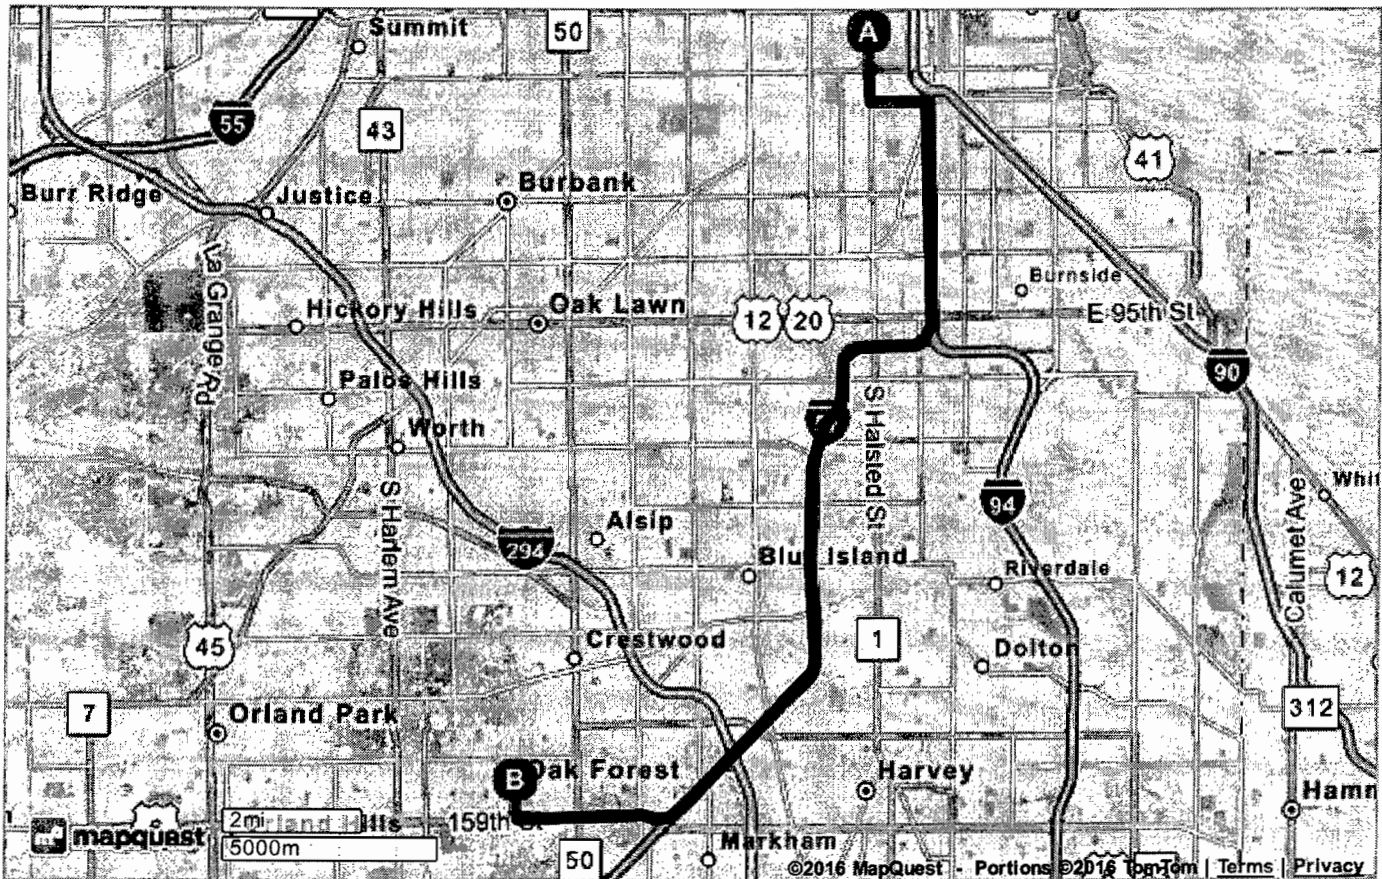 Summit
50
A
55
43
41
Burr Ridge
Justice
Burbank
La Grange Rd
Burnside
Hickory Hills
Oak Lawn
12
20
E 95th St
90
Palos Hills
Worth
S Halsted St
S Harlem Ave
94
Whit
Calumet Ave
Alsip
294
Blue Island
Riverdale
12
45
Crestwood
1
Dolton
7
Orland Park
312
B
Oak Forest
Harvey
Hamm
mapquest
2mi
5000m
159th St
50
Markham
©2016 MapQuest - Portions ©2016 TomTom | Terms | Privacy